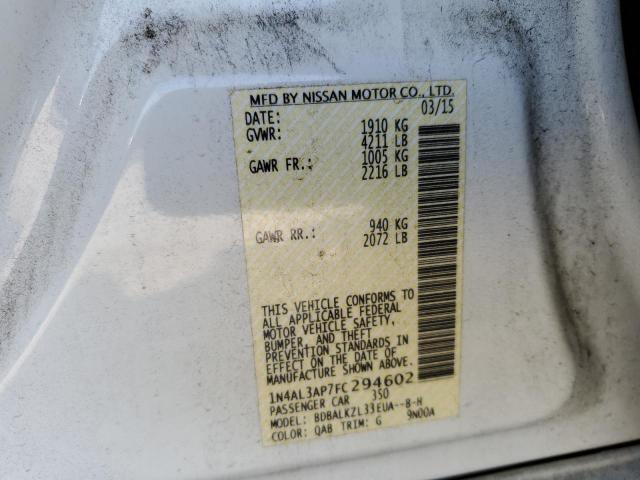 MFD BY NISSAN MOTOR CO., LTD.
DATE: 03/15
GVWR: 1910 KG
4211 LB
GAWR FR.: 1005 KG
2216 LB
GAWR RR.: 940 KG
2072 LB
THIS VEHICLE CONFORMS TO
ALL APPLICABLE FEDERAL
MOTOR VEHICLE SAFETY,
BUMPER, AND THEFT
PREVENTION STANDARDS IN
EFFECT ON THE DATE OF
MANUFACTURE SHOWN ABOVE.
1N4AL3AP7FC294602
PASSENGER CAR 350
MODEL: BDBALKZL33EUA--B-H
COLOR: QAB TRIM: G 9N00A